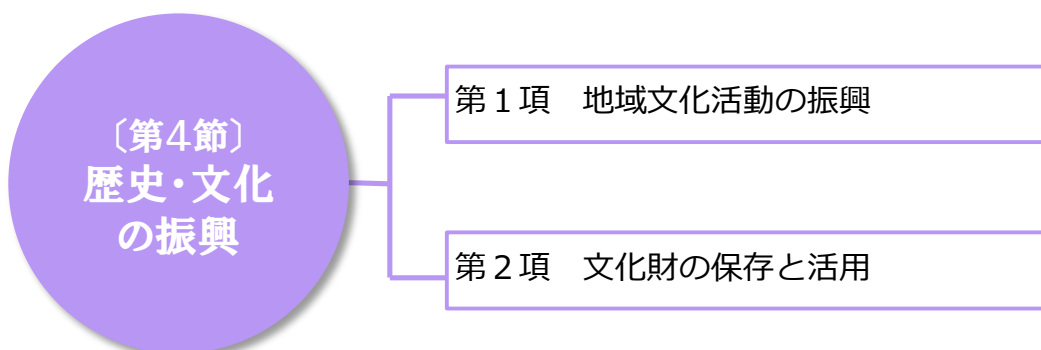 〔第4節〕
歴史・文化
の振興
第１項　地域文化活動の振興
第２項　文化財の保存と活用